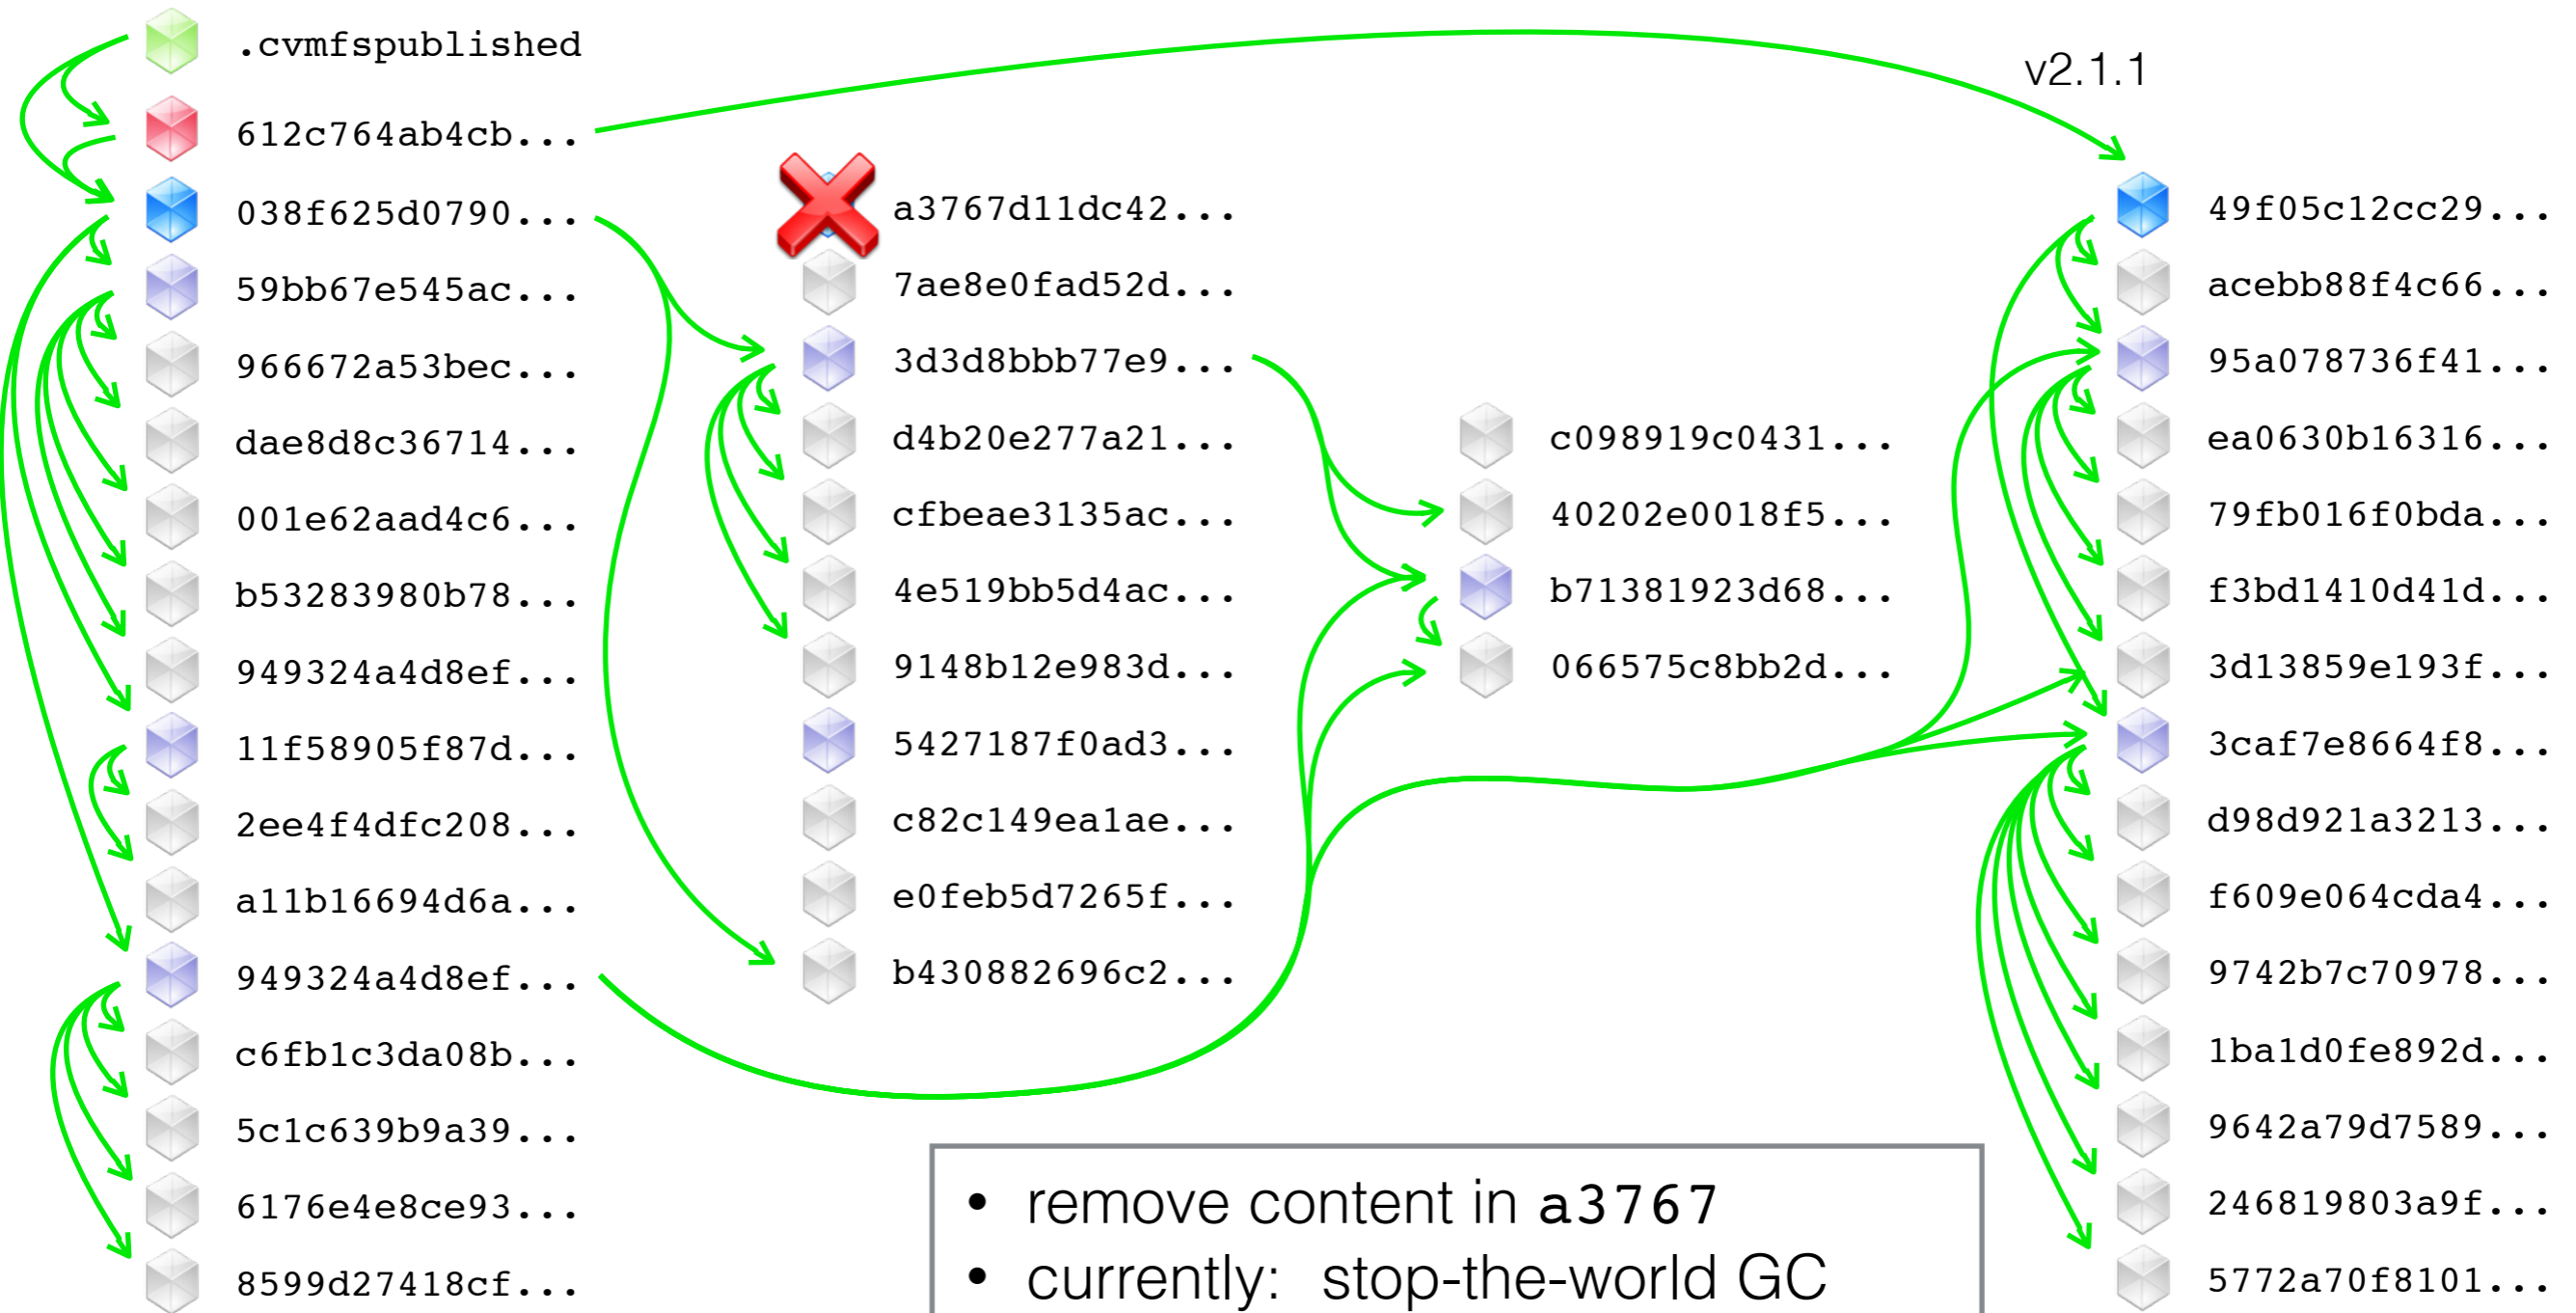 .cvmfspublished
612c764ab4cb...
038f625d0790...
59bb67e545ac...
966672a53bec...
dae8d8c36714...
001e62aad4c6...
b53283980b78...
949324a4d8ef...
11f58905f87d...
2ee4f4dfc208...
a11b16694d6a...
949324a4d8ef...
c6fb1c3da08b...
5c1c639b9a39...
6176e4e8ce93...
8599d27418cf...
a3767d11dc42...
7ae8e0fad52d...
3d3d8bbb77e9...
d4b20e277a21...
cfbeae3135ac...
4e519bb5d4ac...
9148b12e983d...
5427187f0ad3...
c82c149ea1ae...
e0feb5d7265f...
b430882696c2...
c098919c0431...
40202e0018f5...
b71381923d68...
066575c8bb2d...
v2.1.1
49f05c12cc29...
acebb88f4c66...
95a078736f41...
ea0630b16316...
79fb016f0bda...
f3bd1410d41d...
3d13859e193f...
3caf7e8664f8...
d98d921a3213...
f609e064cda4...
9742b7c70978...
1ba1d0fe892d...
9642a79d7589...
246819803a9f...
5772a70f8101...
• remove content in a3767
• currently: stop-the-world GC